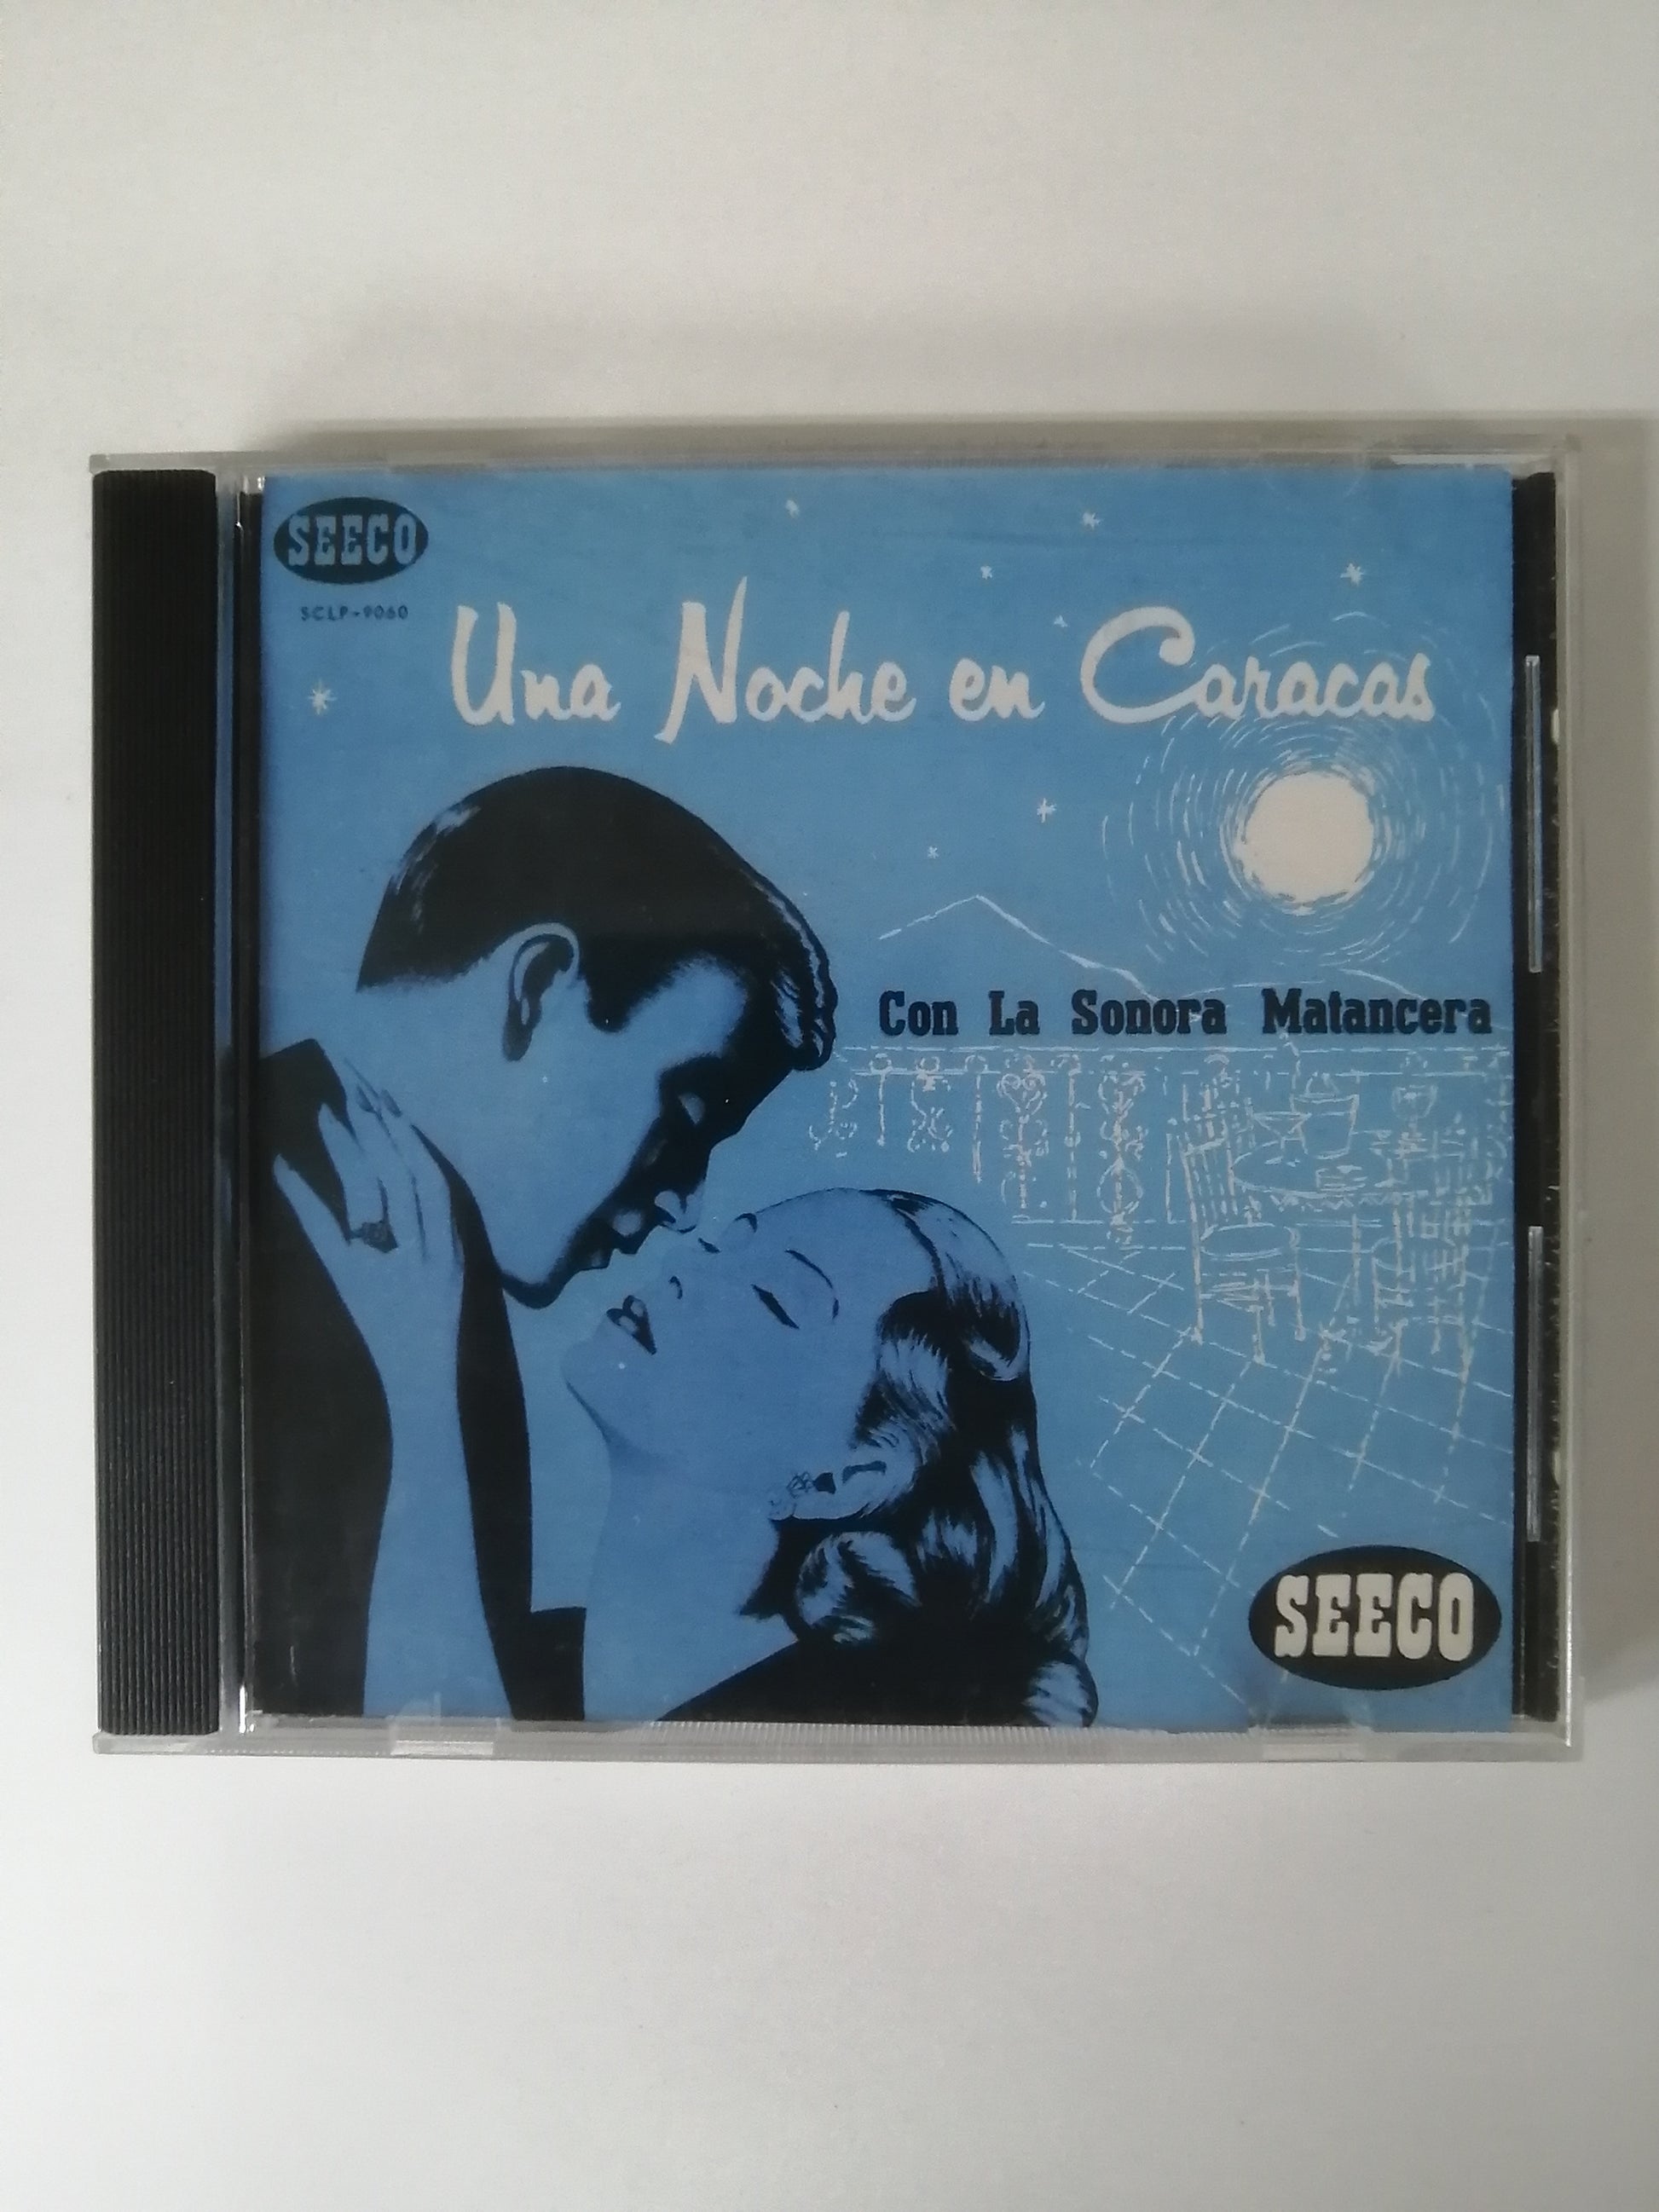 SEECO
SCLP-9060
Una Noche en Caracas
Con La Sonora Matancera
SEECO